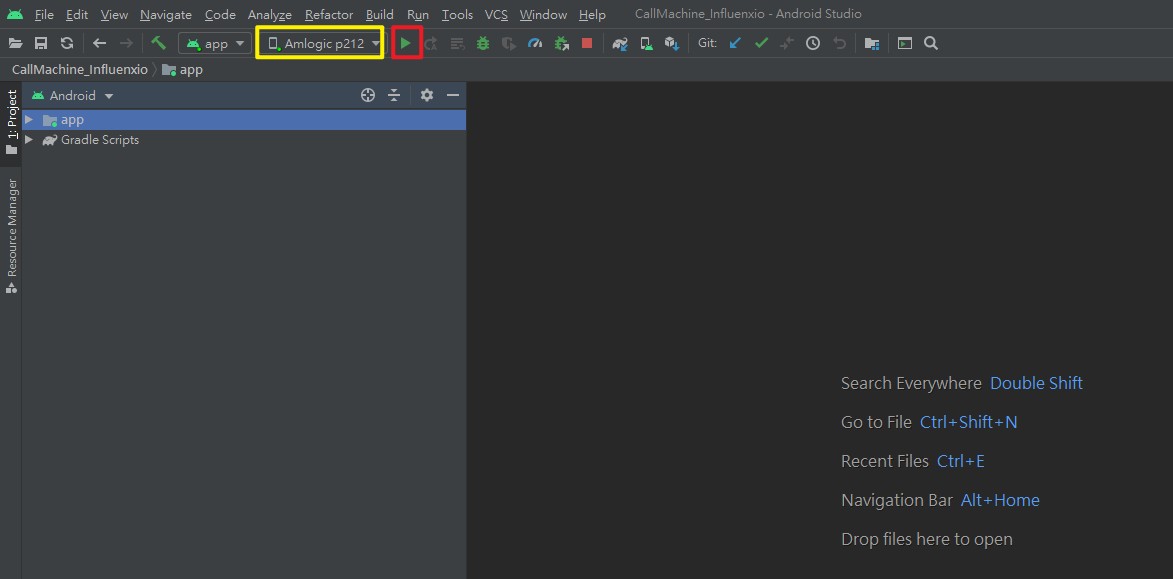 File Edit View Navigate Code Analyze Refactor Build Run Tools VCS Window Help CallMachine_Influenxio - Android Studio
app Amlogic p212 Git:
CallMachine_Influenxio app
1: Project
Android
app
Gradle Scripts
Resource Manager
Search Everywhere Double Shift
Go to File Ctrl+Shift+N
Recent Files Ctrl+E
Navigation Bar Alt+Home
Drop files here to open